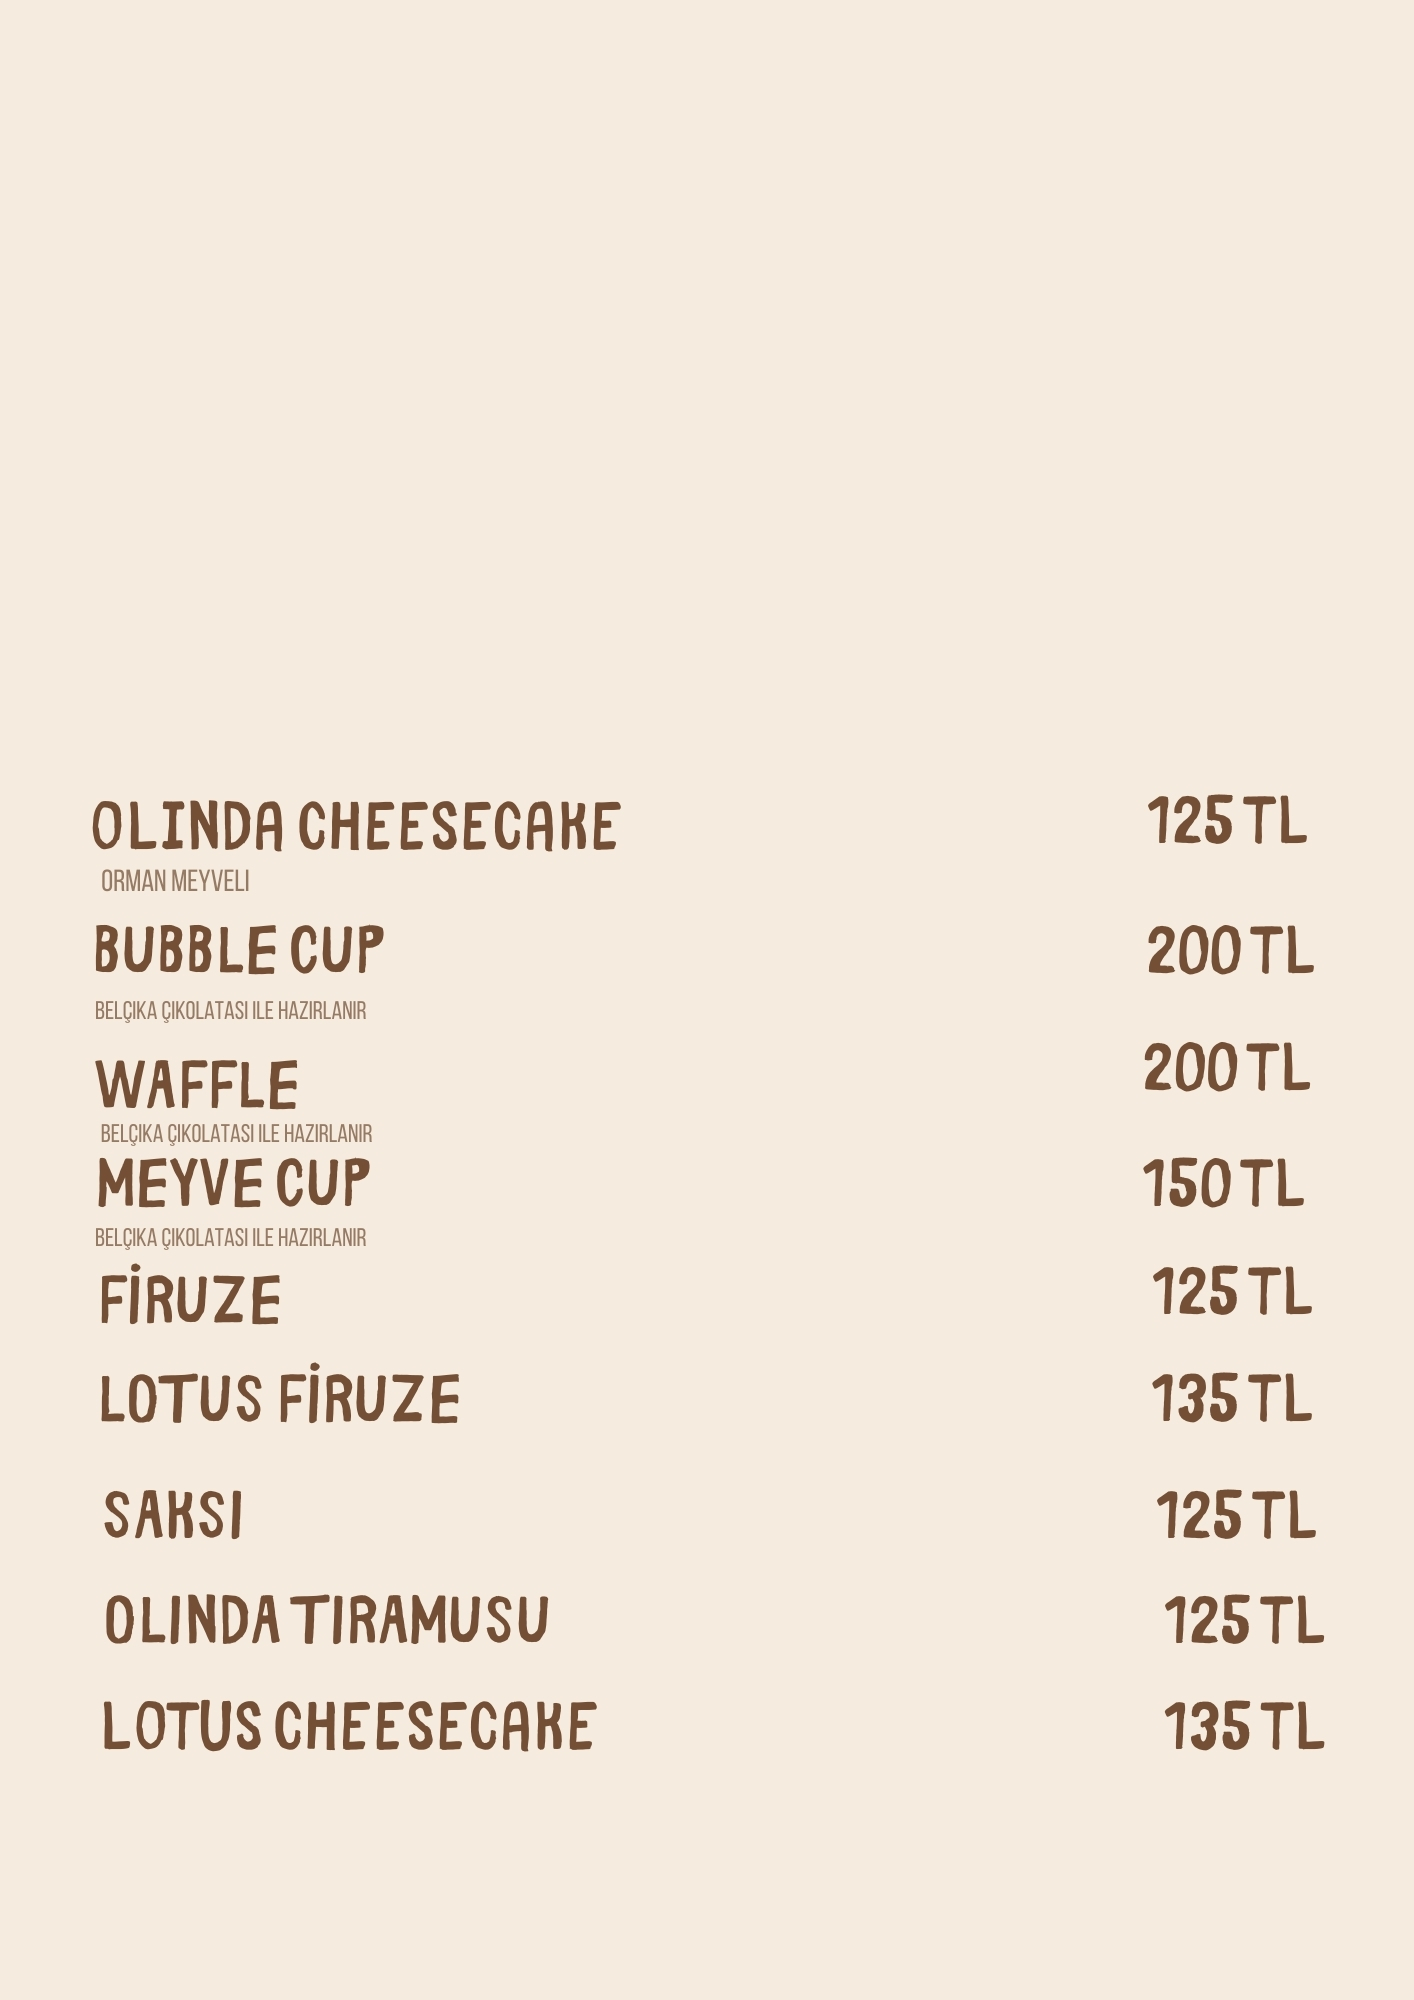 OLINDA CHEESECAKE 125 TL
ORMAN MEYVELI
BUBBLE CUP 200 TL
BELÇIKA ÇIKOLATASI ILE HAZIRLANIR
WAFFLE 200 TL
BELÇIKA ÇIKOLATASI ILE HAZIRLANIR
MEYVE CUP 150 TL
BELÇIKA ÇIKOLATASI ILE HAZIRLANIR
FİRUZE 125 TL
LOTUS FİRUZE 135 TL
SAKSI 125 TL
OLINDA TIRAMUSU 125 TL
LOTUS CHEESECAKE 135 TL